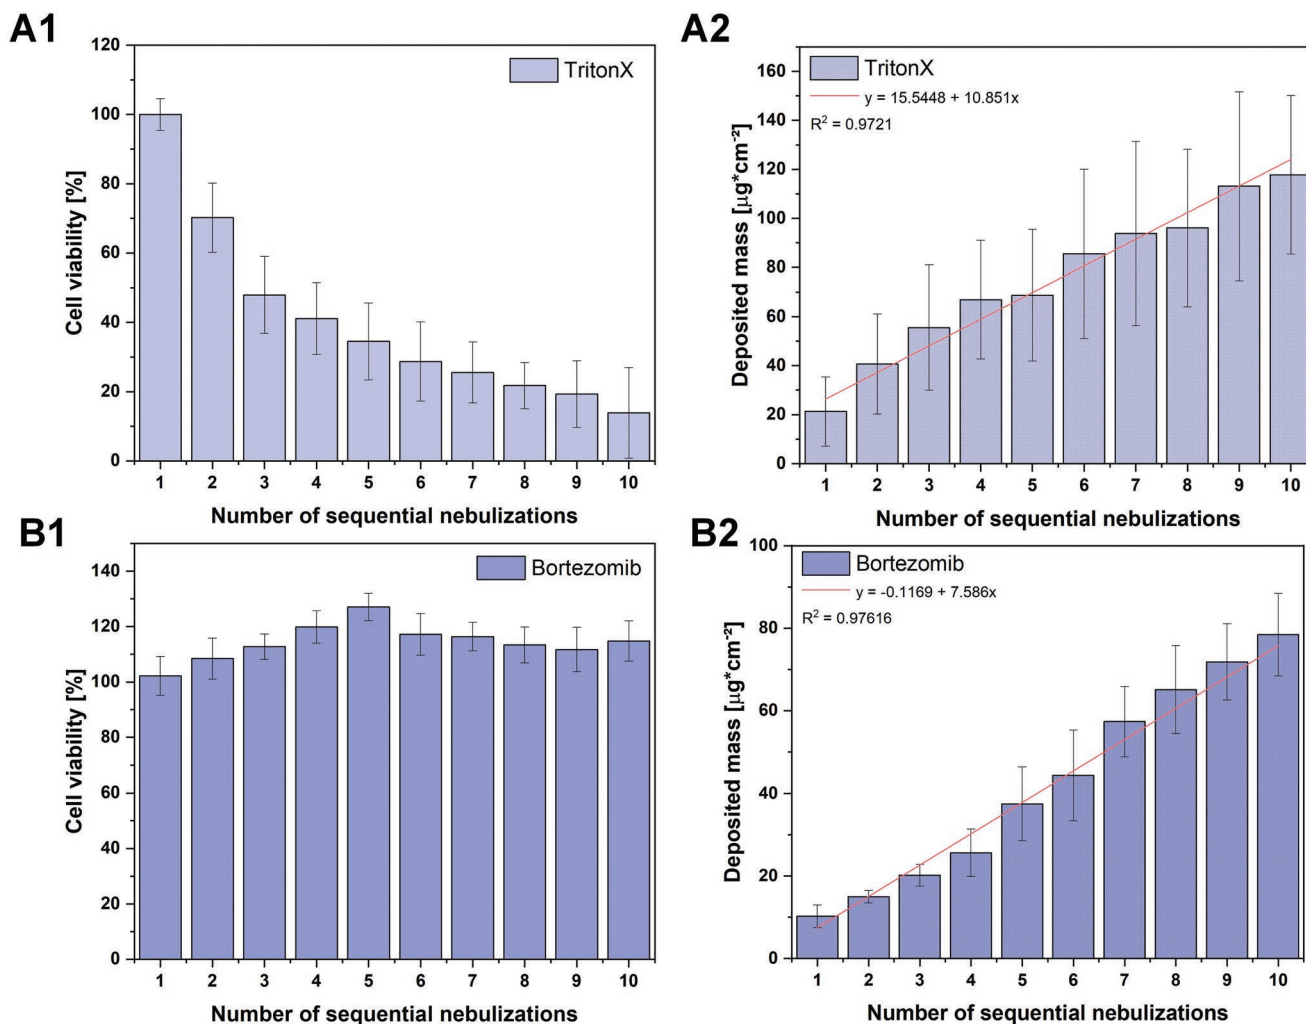 A1
120
100
80
60
40
20
0
Cell viability [%]
TritonX
1 2 3 4 5 6 7 8 9 10
Number of sequential nebulizations
A2
160
140
120
100
80
60
40
20
0
Deposited mass [µg*cm⁻²]
TritonX
y = 15.5448 + 10.851x
R² = 0.9721
1 2 3 4 5 6 7 8 9 10
Number of sequential nebulizations
B1
140
120
100
80
60
40
20
0
Cell viability [%]
Bortezomib
1 2 3 4 5 6 7 8 9 10
Number of sequential nebulizations
B2
100
80
60
40
20
0
Deposited mass [µg*cm⁻²]
Bortezomib
y = -0.1169 + 7.586x
R² = 0.97616
1 2 3 4 5 6 7 8 9 10
Number of sequential nebulizations